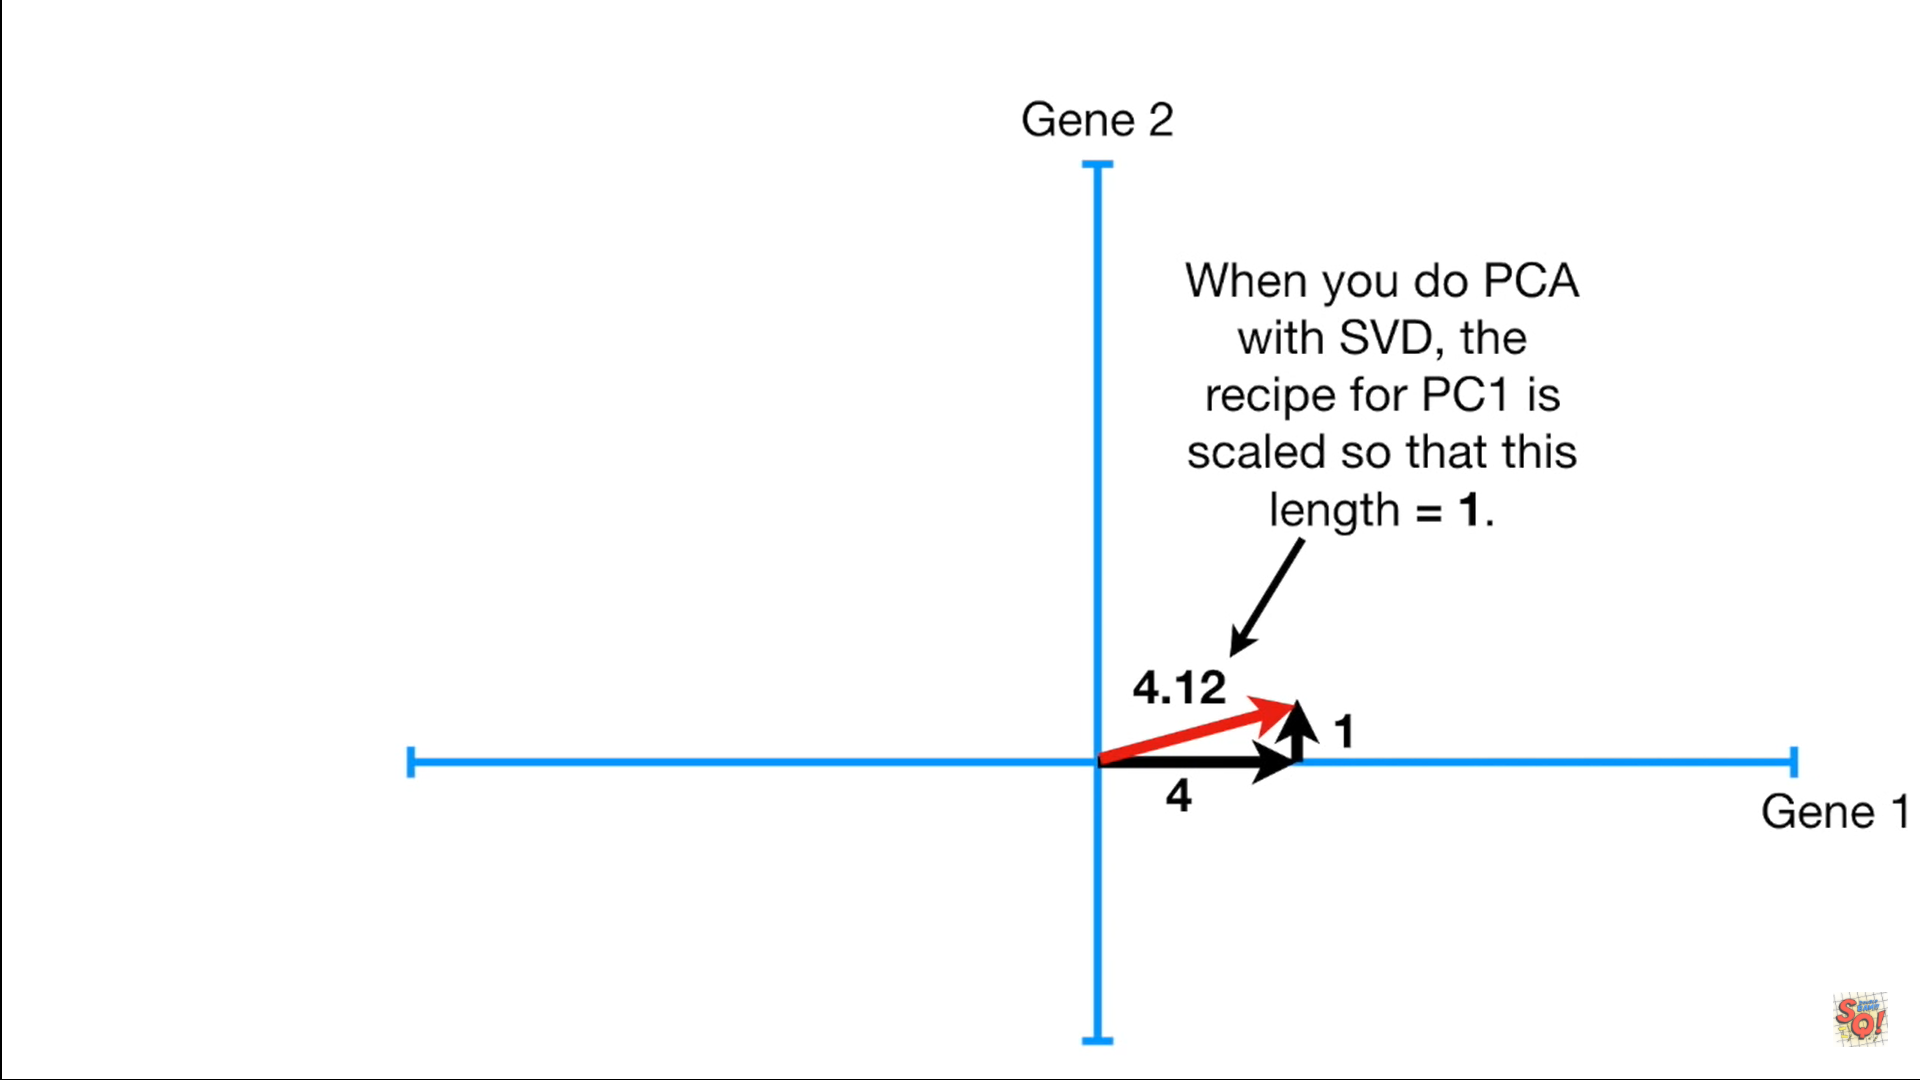 Gene 2
When you do PCA
with SVD, the
recipe for PC1 is
scaled so that this
length = 1.
4.12
1
4
Gene 1
SQ!